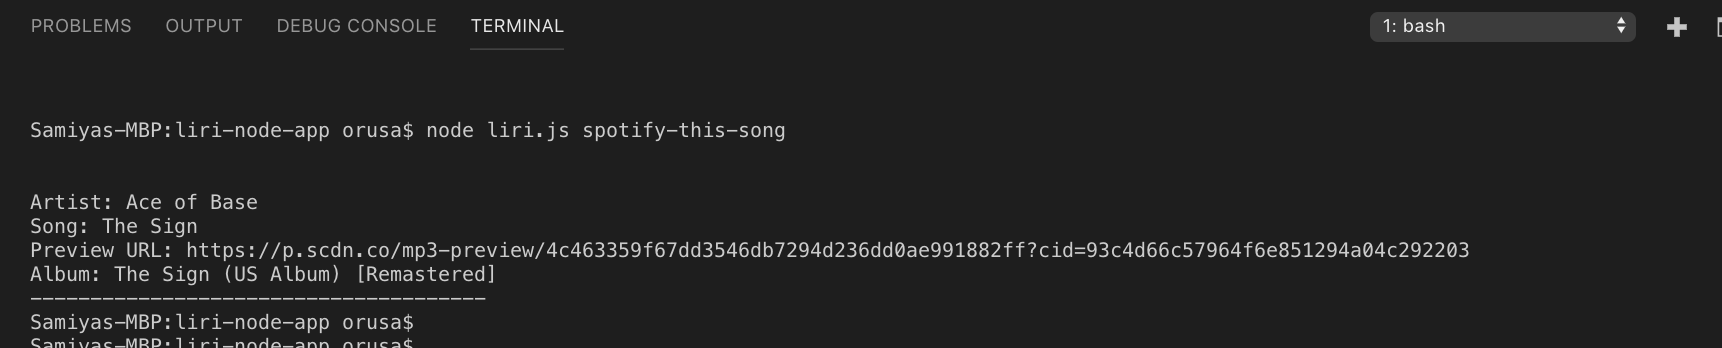 PROBLEMS OUTPUT DEBUG CONSOLE TERMINAL 1: bash
Samiyas-MBP:liri-node-app orusa$ node liri.js spotify-this-song
Artist: Ace of Base
Song: The Sign
Preview URL: https://p.scdn.co/mp3-preview/4c463359f67dd3546db7294d236dd0ae991882ff?cid=93c4d66c57964f6e851294a04c292203
Album: The Sign (US Album) [Remastered]
--------------------------------------
Samiyas-MBP:liri-node-app orusa$
Samiyas-MBP:liri-node-app orusa$